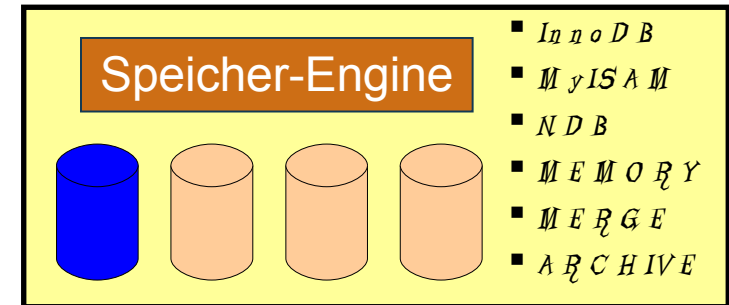 Speicher-Engine
InnoDB
MyISAM
NDB
MEMORY
MERGE
ARCHIVE